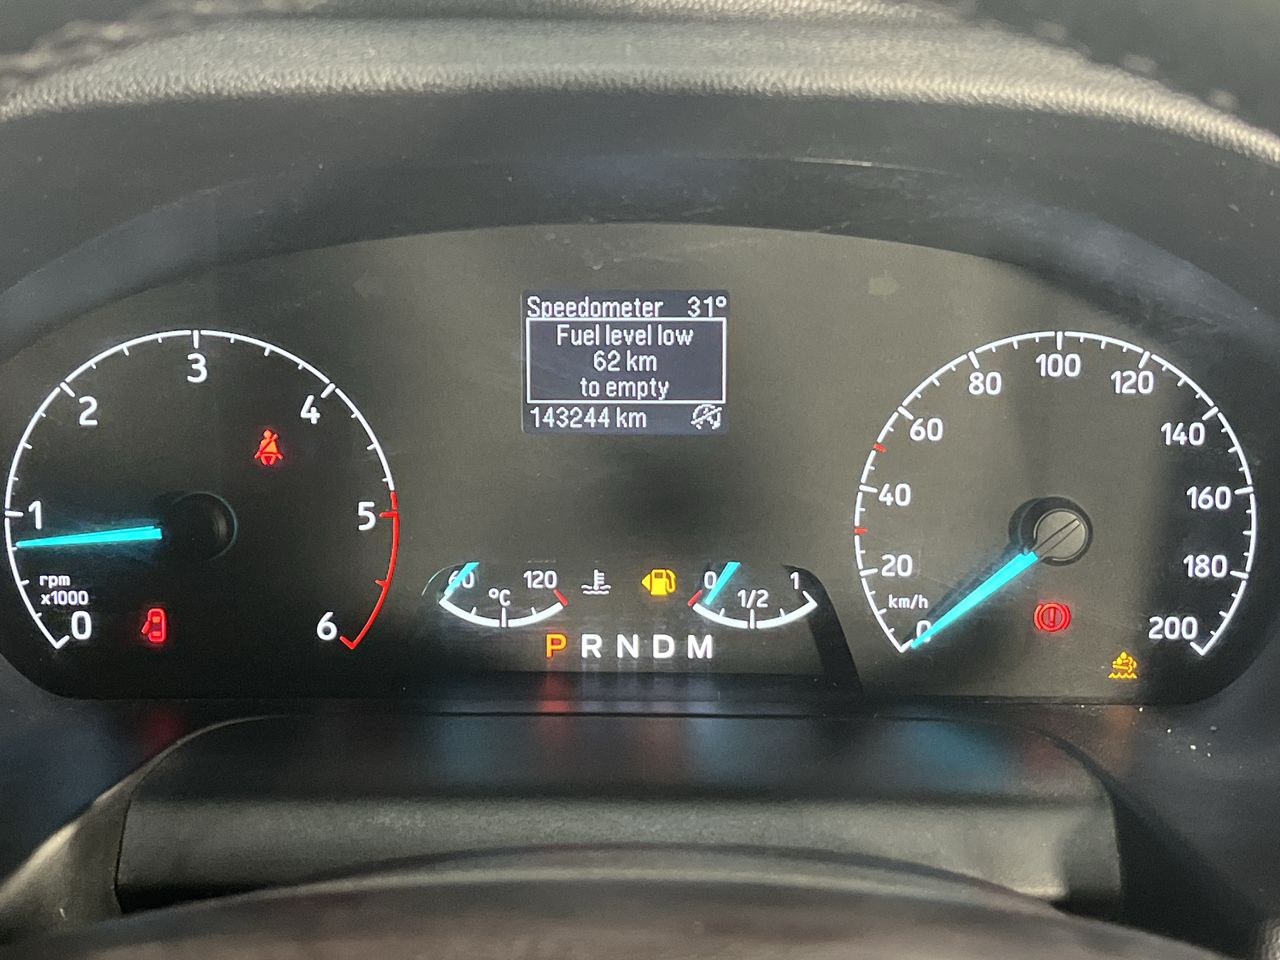 Speedometer 31°
Fuel level low
62 km
to empty
143244 km
0
1
2
3
4
5
6
rpm
x1000
60
120
°C
0
1/2
1
P R N D M
0
20
40
60
80
100
120
140
160
180
200
km/h